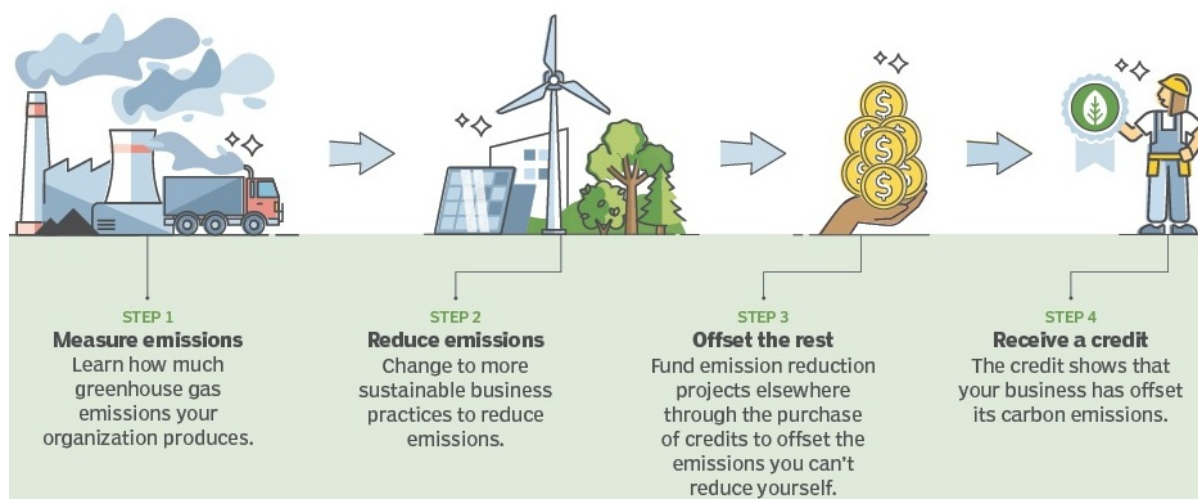 STEP 1
Measure emissions
Learn how much
greenhouse gas
emissions your
organization produces.
STEP 2
Reduce emissions
Change to more
sustainable business
practices to reduce
emissions.
STEP 3
Offset the rest
Fund emission reduction
projects elsewhere
through the purchase
of credits to offset the
emissions you can't
reduce yourself.
STEP 4
Receive a credit
The credit shows that
your business has offset
its carbon emissions.